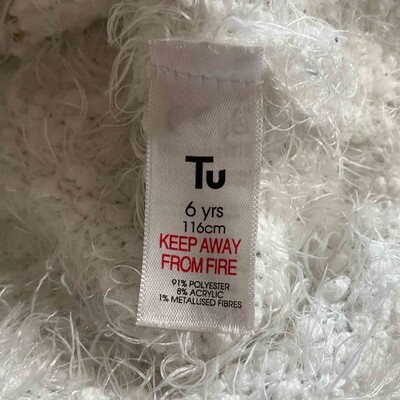 Tu
6 yrs
116cm
KEEP AWAY
FROM FIRE
91% POLYESTER
8% ACRYLIC
1% METALLISED FIBRES